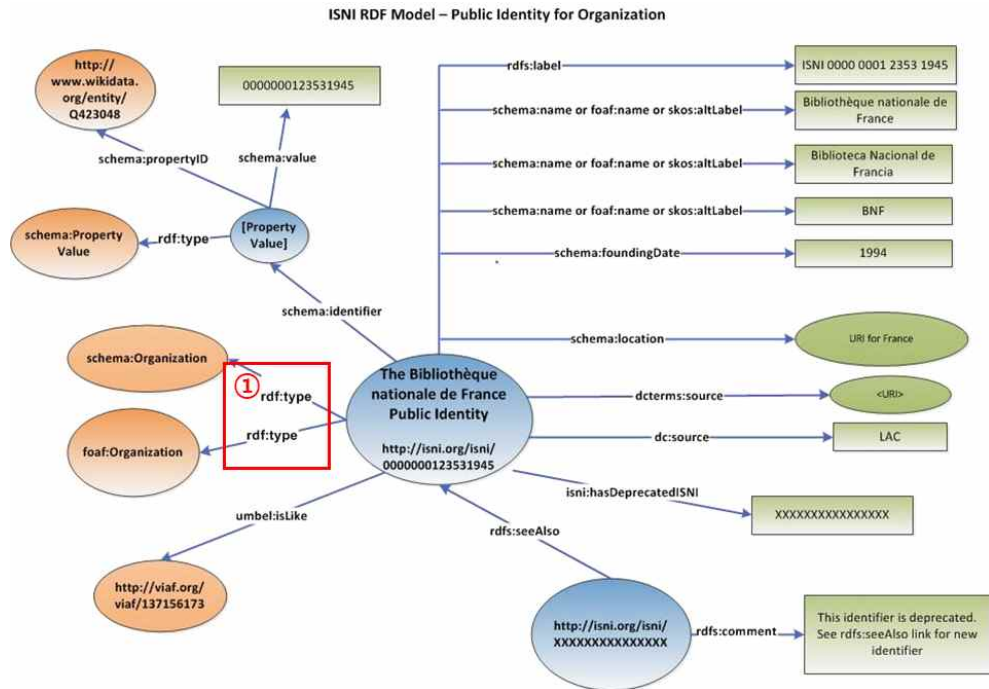 ISNI RDF Model – Public Identity for Organization
http://
www.wikidata.
org/entity/
Q423048
0000000123531945
schema:propertyID
schema:value
[Property
Value]
rdf:type
schema:Property
Value
schema:identifier
rdfs:label
ISNI 0000 0001 2353 1945
schema:name or foaf:name or skos:altLabel
Bibliothèque nationale de
France
schema:name or foaf:name or skos:altLabel
Biblioteca Nacional de
Francia
schema:name or foaf:name or skos:altLabel
BNF
schema:foundingDate
1994
schema:location
URI for France
schema:Organization
①
rdf:type
rdf:type
foaf:Organization
The Bibliothèque
nationale de France
Public Identity
http://isni.org/isni/
0000000123531945
dcterms:source
<URI>
dc:source
LAC
isni:hasDeprecatedISNI
XXXXXXXXXXXXXXXX
umbel:isLike
http://viaf.org/
viaf/137156173
rdfs:seeAlso
http://isni.org/isni/
XXXXXXXXXXXXXXX
rdfs:comment
This identifier is deprecated.
See rdfs:seeAlso link for new
identifier